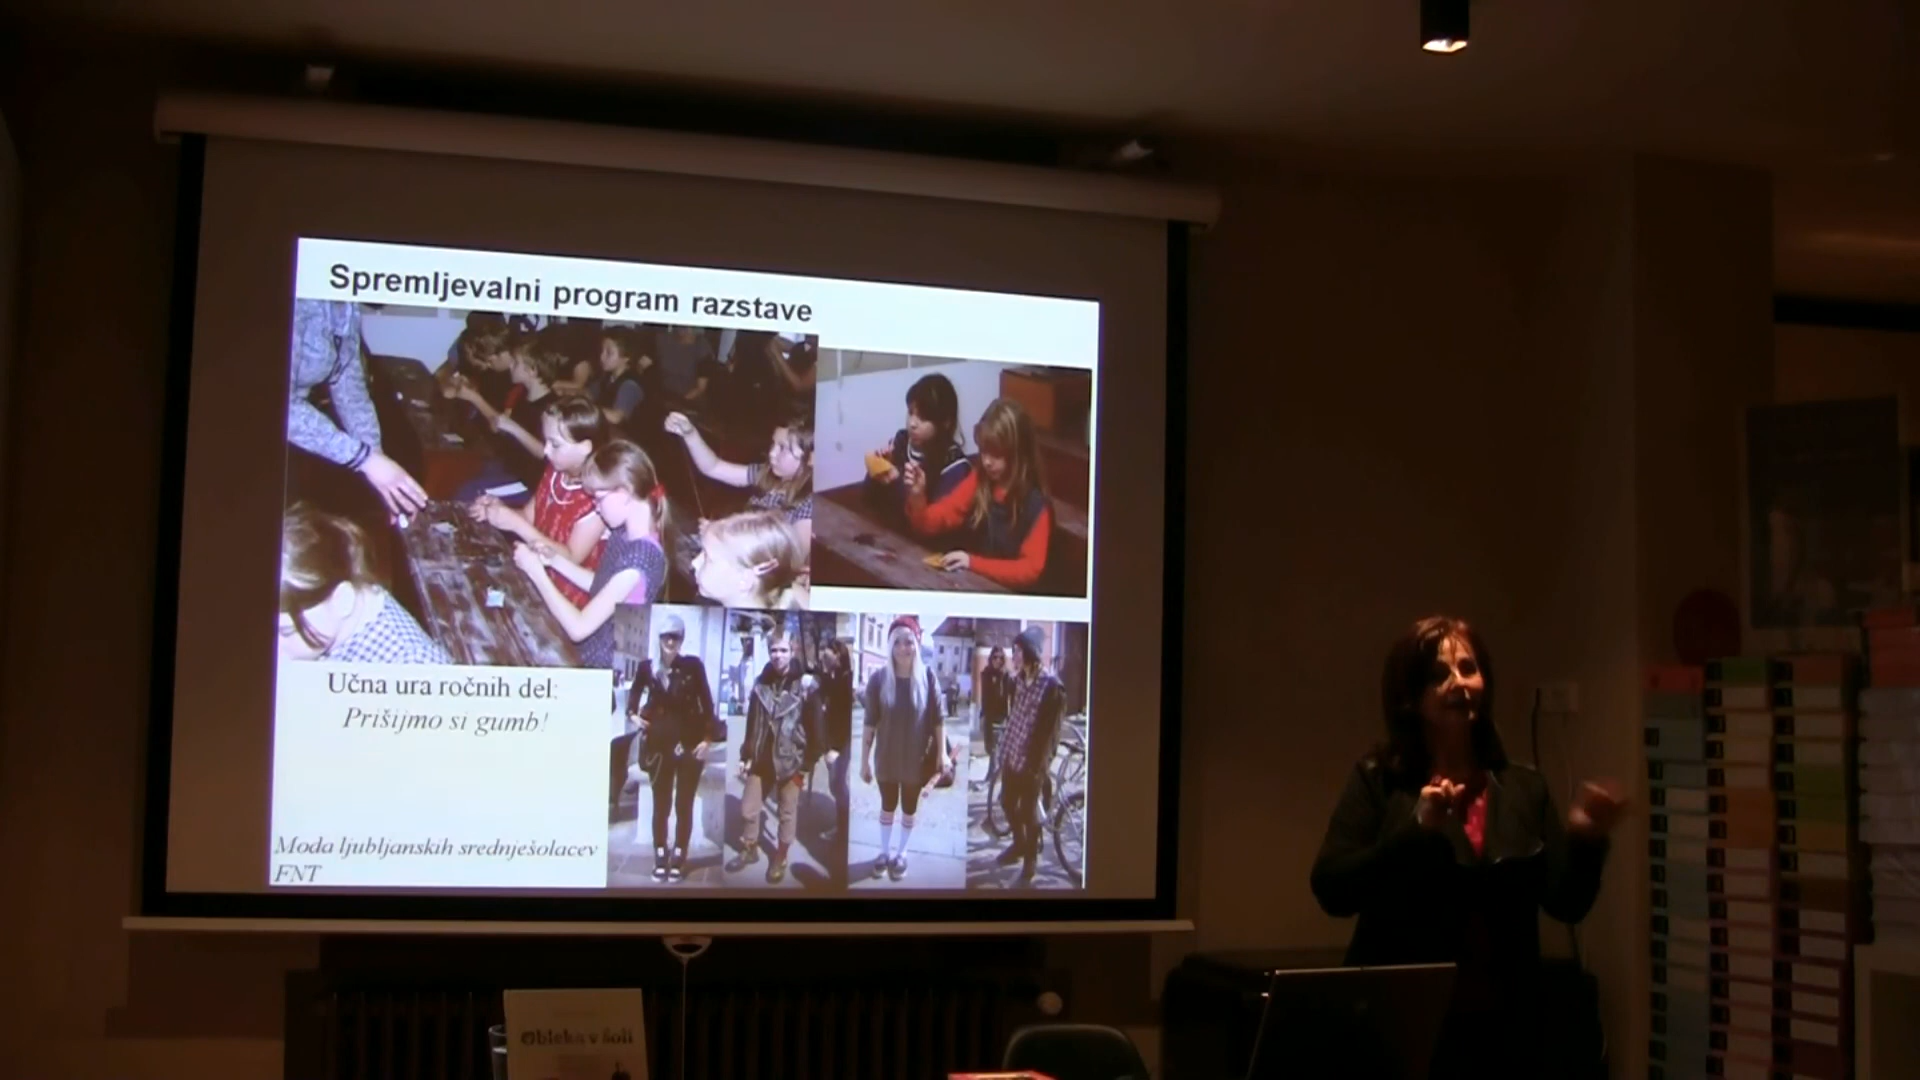 Spremljevalni program razstave
Učna ura ročnih del:
Prišijmo si gumb!
Moda ljubljanskih srednješolacev
FNT
Obleka v šoli